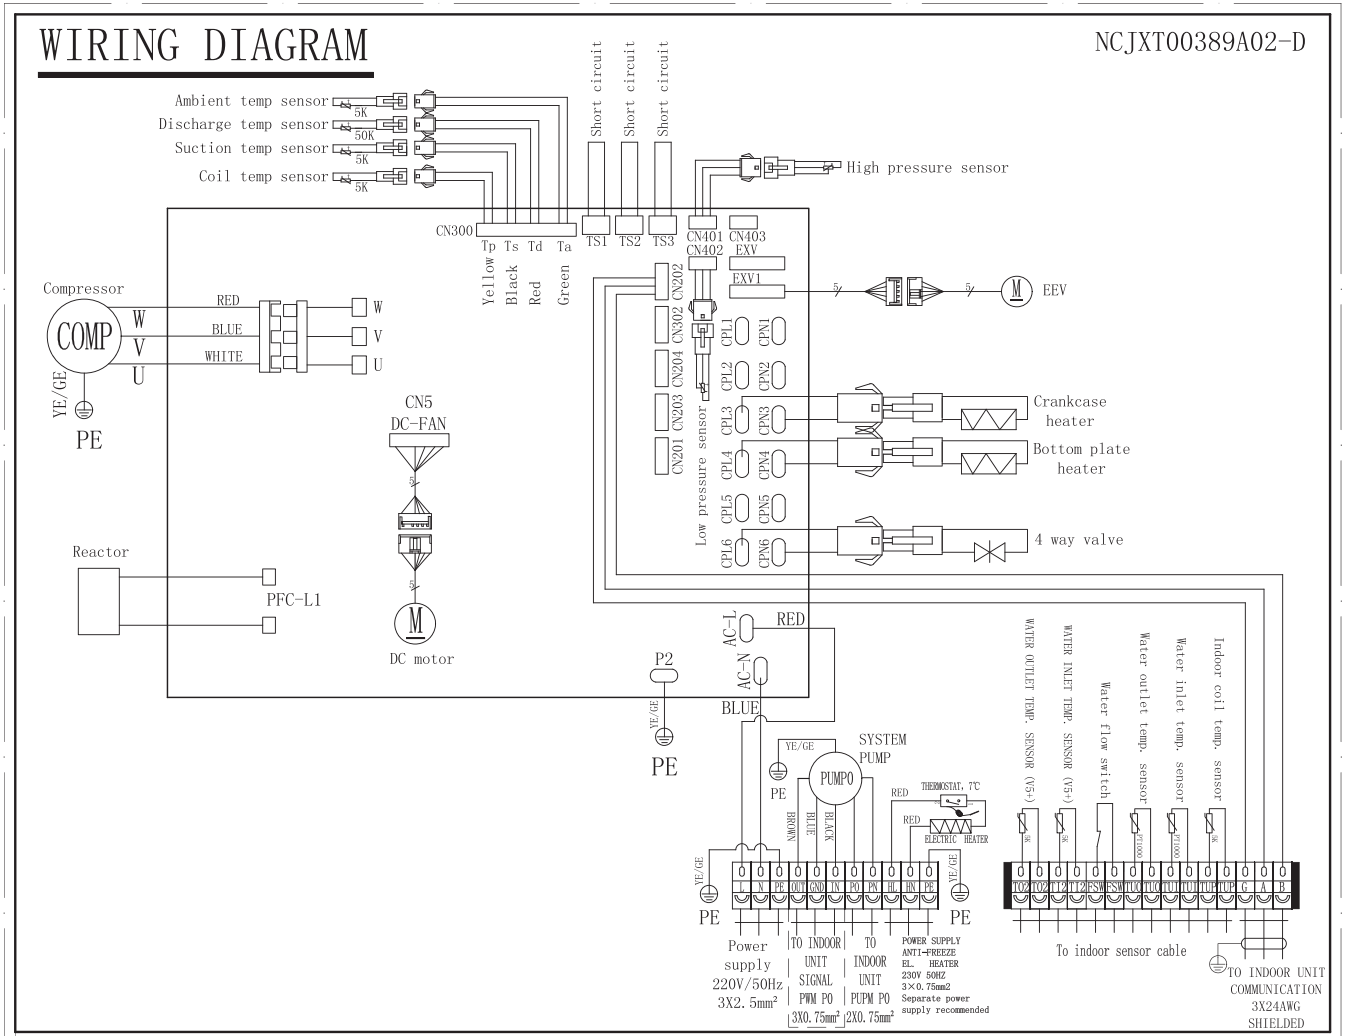 WIRING DIAGRAM
NCJXT00389A02-D
Ambient temp sensor
5K
Discharge temp sensor
50K
Suction temp sensor
5K
Coil temp sensor
5K
Short circuit
Short circuit
Short circuit
High pressure sensor
CN300
Tp Ts Td Ta
Yellow
Black
Red
Green
TS1
TS2
TS3
CN401
CN402
CN403
EXV
EXV1
5
5
M
EEV
CN202
CN302
CN204
CN203
CN201
Low pressure sensor
CPL1
CPN1
CPL2
CPN2
CPL3
CPN3
CPL4
CPN4
CPL5
CPN5
CPL6
CPN6
Crankcase
heater
Bottom plate
heater
4 way valve
Compressor
COMP
RED
W
W
BLUE
V
V
WHITE
U
U
YE/GE
PE
CN5
DC-FAN
5
5
M
DC motor
Reactor
PFC-L1
AC-L
RED
AC-N
BLUE
P2
YE/GE
PE
YE/GE
PE
SYSTEM
PUMP
PUMPO
BROWN
BLUE
BLACK
RED
THERMOSTAT, 7℃
RED
ELECTRIC HEATER
YE/GE
PE
YE/GE
PE
L N PE OUT GND IN PO PN HL HN PE
Power
supply
220V/50Hz
3X2.5mm²
TO INDOOR
UNIT
SIGNAL
PWM PO
3X0.75mm²
TO
INDOOR
UNIT
PUPM PO
2X0.75mm²
POWER SUPPLY
ANTI-FREEZE
EL. HEATER
230V 50HZ
3×0.75mm2
Separate power
supply recommended
WATER OUTLET TEMP. SENSOR (V5+)
WATER INLET TEMP. SENSOR (V5+)
Water flow switch
Water outlet temp. sensor
Water inlet temp. sensor
Indoor coil temp. sensor
5K
5K
PT1000
PT1000
5K
TO2 TO2 TI2 TI2 FSW FSW TUO TUO TUI TUI TUP TUP G A B
To indoor sensor cable
TO INDOOR UNIT
COMMUNICATION
3X24AWG
SHIELDED